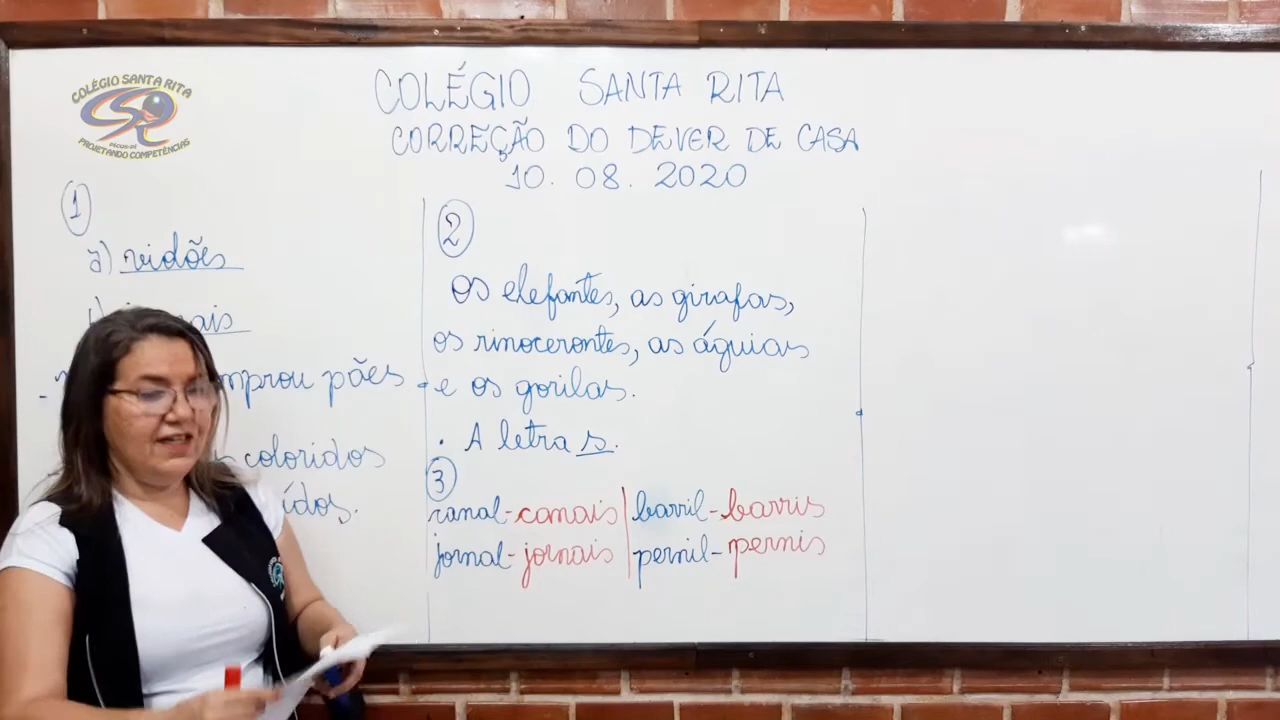 COLÉGIO SANTA RITA
PROJETANDO COMPETÊNCIAS
COLÉGIO SANTA RITA
CORREÇÃO DO DEVER DE CASA
10. 08. 2020
1
a)
pães
coloridos
2
Os elefantes, as girafas,
os rinocerontes, as águias
e os gorilas.
. A letra s.
3
canal-canais | barril-barris
jornal-jornais | pernil-pernis